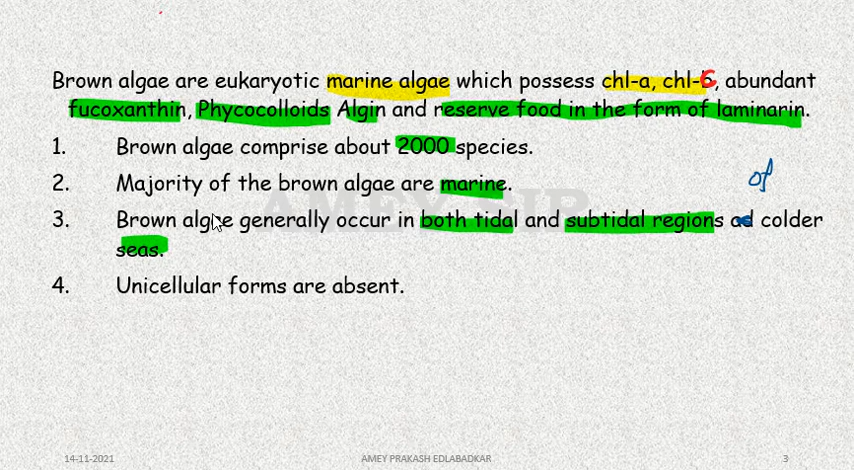 Brown algae are eukaryotic marine algae which possess chl-a, chl-c, abundant
fucoxanthin, Phycocolloids Algin and reserve food in the form of laminarin.
1. Brown algae comprise about 2000 species.
2. Majority of the brown algae are marine.
of
3. Brown algae generally occur in both tidal and subtidal regions colder
seas.
4. Unicellular forms are absent.
AMEY SIR
14-11-2021 AMEY PRAKASH EDLABADKAR 3